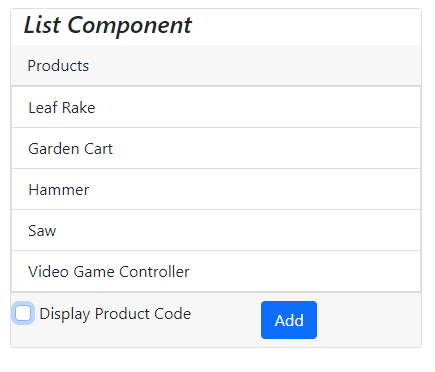 List Component
Products
Leaf Rake
Garden Cart
Hammer
Saw
Video Game Controller
Display Product Code Add